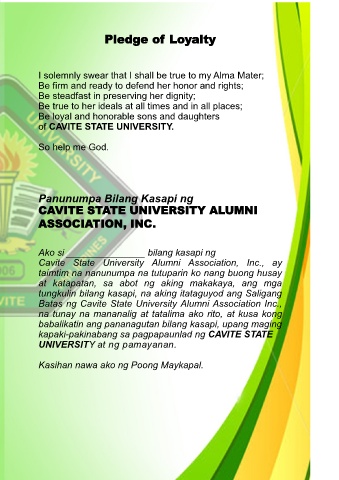 Pledge of Loyalty
I solemnly swear that I shall be true to my Alma Mater;
Be firm and ready to defend her honor and rights;
Be steadfast in preserving her dignity;
Be true to her ideals at all times and in all places;
Be loyal and honorable sons and daughters
of CAVITE STATE UNIVERSITY.
So help me God.
Panunumpa Bilang Kasapi ng
CAVITE STATE UNIVERSITY ALUMNI
ASSOCIATION, INC.
Ako si ________________ bilang kasapi ng
Cavite State University Alumni Association, Inc., ay
taimtim na nanunumpa na tutuparin ko nang buong husay
at katapatan, sa abot ng aking makakaya, ang mga
tungkulin bilang kasapi, na aking itataguyod ang Saligang
Batas ng Cavite State University Alumni Association Inc.,
na tunay na mananalig at tatalima ako rito, at kusa kong
babalikatin ang pananagutan bilang kasapi, upang maging
kapaki-pakinabang sa pagpapaunlad ng CAVITE STATE
UNIVERSITY at ng pamayanan.
Kasihan nawa ako ng Poong Maykapal.